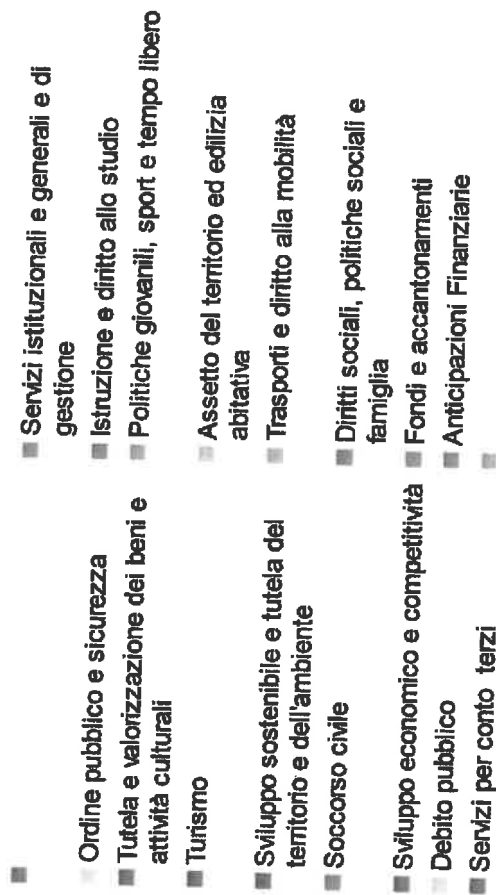 Ordine pubblico e sicurezza
Tutela e valorizzazione dei beni e
attività culturali
Turismo
Sviluppo sostenibile e tutela del
territorio e dell'ambiente
Soccorso civile
Sviluppo economico e competitività
Debito pubblico
Servizi per conto terzi
Servizi istituzionali e generali e di
gestione
Istruzione e diritto allo studio
Politiche giovanili, sport e tempo libero
Assetto del territorio ed edilizia
abitativa
Trasporti e diritto alla mobilità
Diritti sociali, politiche sociali e
famiglia
Fondi e accantonamenti
Anticipazioni Finanziarie